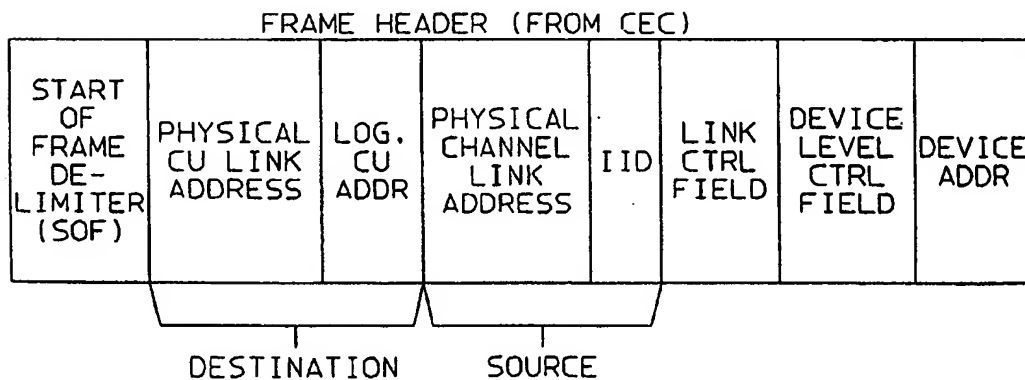 FRAME HEADER (FROM CEC)
START
OF
FRAME
DE-
LIMITER
(SOF)
PHYSICAL
CU LINK
ADDRESS
LOG.
CU
ADDR
PHYSICAL
CHANNEL
LINK
ADDRESS
IID
LINK
CTRL
FIELD
DEVICE
LEVEL
CTRL
FIELD
DEVICE
ADDR
DESTINATION
SOURCE